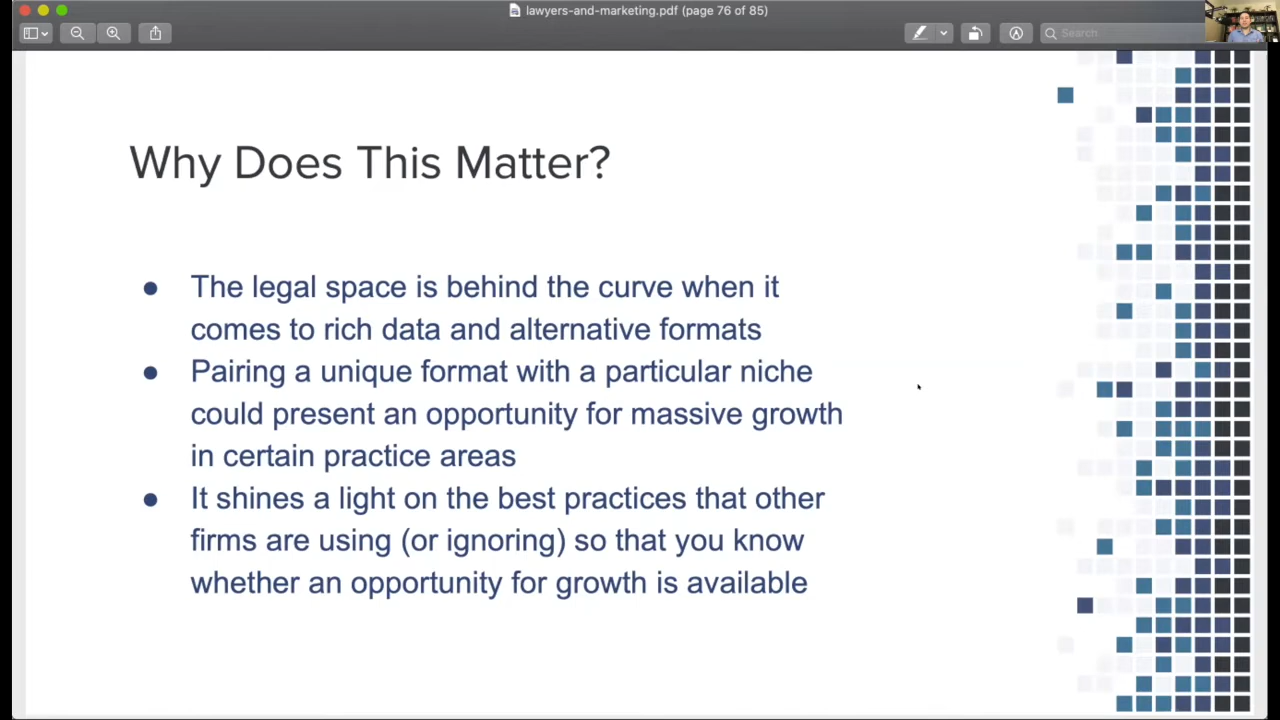 lawyers-and-marketing.pdf (page 76 of 85)
Search
Why Does This Matter?
● The legal space is behind the curve when it
comes to rich data and alternative formats
● Pairing a unique format with a particular niche
could present an opportunity for massive growth
in certain practice areas
● It shines a light on the best practices that other
firms are using (or ignoring) so that you know
whether an opportunity for growth is available